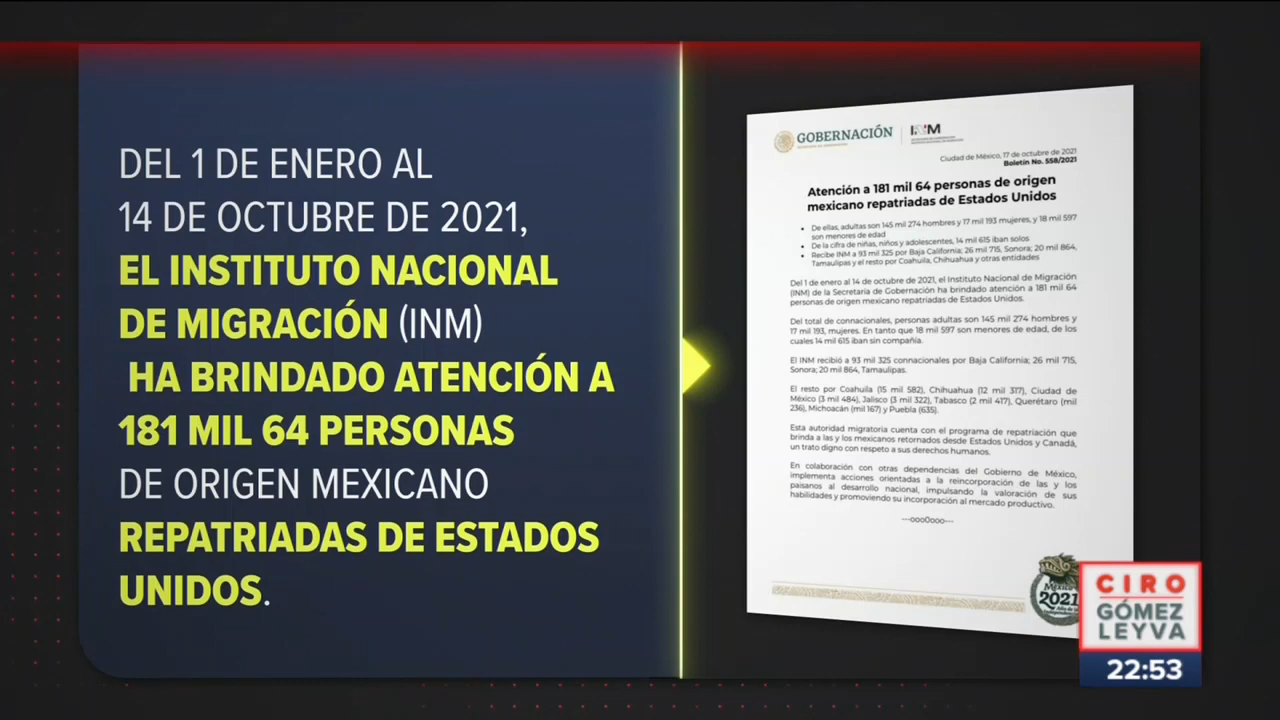 DEL 1 DE ENERO AL
14 DE OCTUBRE DE 2021,
EL INSTITUTO NACIONAL
DE MIGRACIÓN (INM)
HA BRINDADO ATENCIÓN A
181 MIL 64 PERSONAS
DE ORIGEN MEXICANO
REPATRIADAS DE ESTADOS
UNIDOS.
GOBERNACIÓN
INM
Ciudad de México, 17 de octubre de 2021
Boletín No. 558/2021
Atención a 181 mil 64 personas de origen
mexicano repatriadas de Estados Unidos
• De ellas, adultas son 145 mil 274 hombres y 17 mil 193 mujeres, y 18 mil 597
son menores de edad
• De la cifra de niñas, niños y adolescentes, 14 mil 615 iban solos
• Recibe INM a 93 mil 325 por Baja California; 26 mil 715, Sonora; 20 mil 864,
Tamaulipas y el resto por Coahuila, Chihuahua y otras entidades
Del 1 de enero al 14 de octubre de 2021, el Instituto Nacional de Migración
(INM) de la Secretaría de Gobernación ha brindado atención a 181 mil 64
personas de origen mexicano repatriadas de Estados Unidos.
Del total de connacionales, personas adultas son 145 mil 274 hombres y
17 mil 193, mujeres. En tanto que 18 mil 597 son menores de edad, de los
cuales 14 mil 615 iban sin compañía.
El INM recibió a 93 mil 325 connacionales por Baja California; 26 mil 715,
Sonora; 20 mil 864, Tamaulipas.
El resto por Coahuila (15 mil 582), Chihuahua (12 mil 317), Ciudad de
México (3 mil 484), Jalisco (3 mil 322), Tabasco (2 mil 417), Querétaro (mil
236), Michoacán (mil 167) y Puebla (635).
Esta autoridad migratoria cuenta con el programa de repatriación que
brinda a las y los mexicanos retornados desde Estados Unidos y Canadá,
un trato digno con respeto a sus derechos humanos.
En colaboración con otras dependencias del Gobierno de México,
implementa acciones orientadas a la reincorporación de las y los
paisanos al desarrollo nacional, impulsando la valoración de sus
habilidades y promoviendo su incorporación al mercado productivo.
---ooo0ooo---
México
2021
CIRO
GÓMEZ
LEYVA
22:53